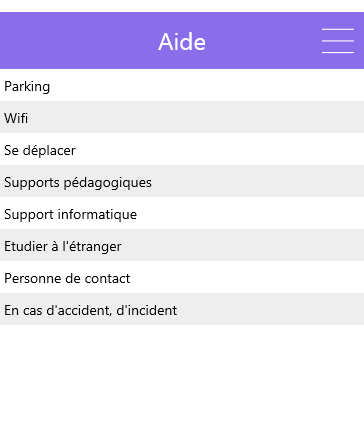 Aide
Parking
Wifi
Se déplacer
Supports pédagogiques
Support informatique
Etudier à l'étranger
Personne de contact
En cas d'accident, d'incident